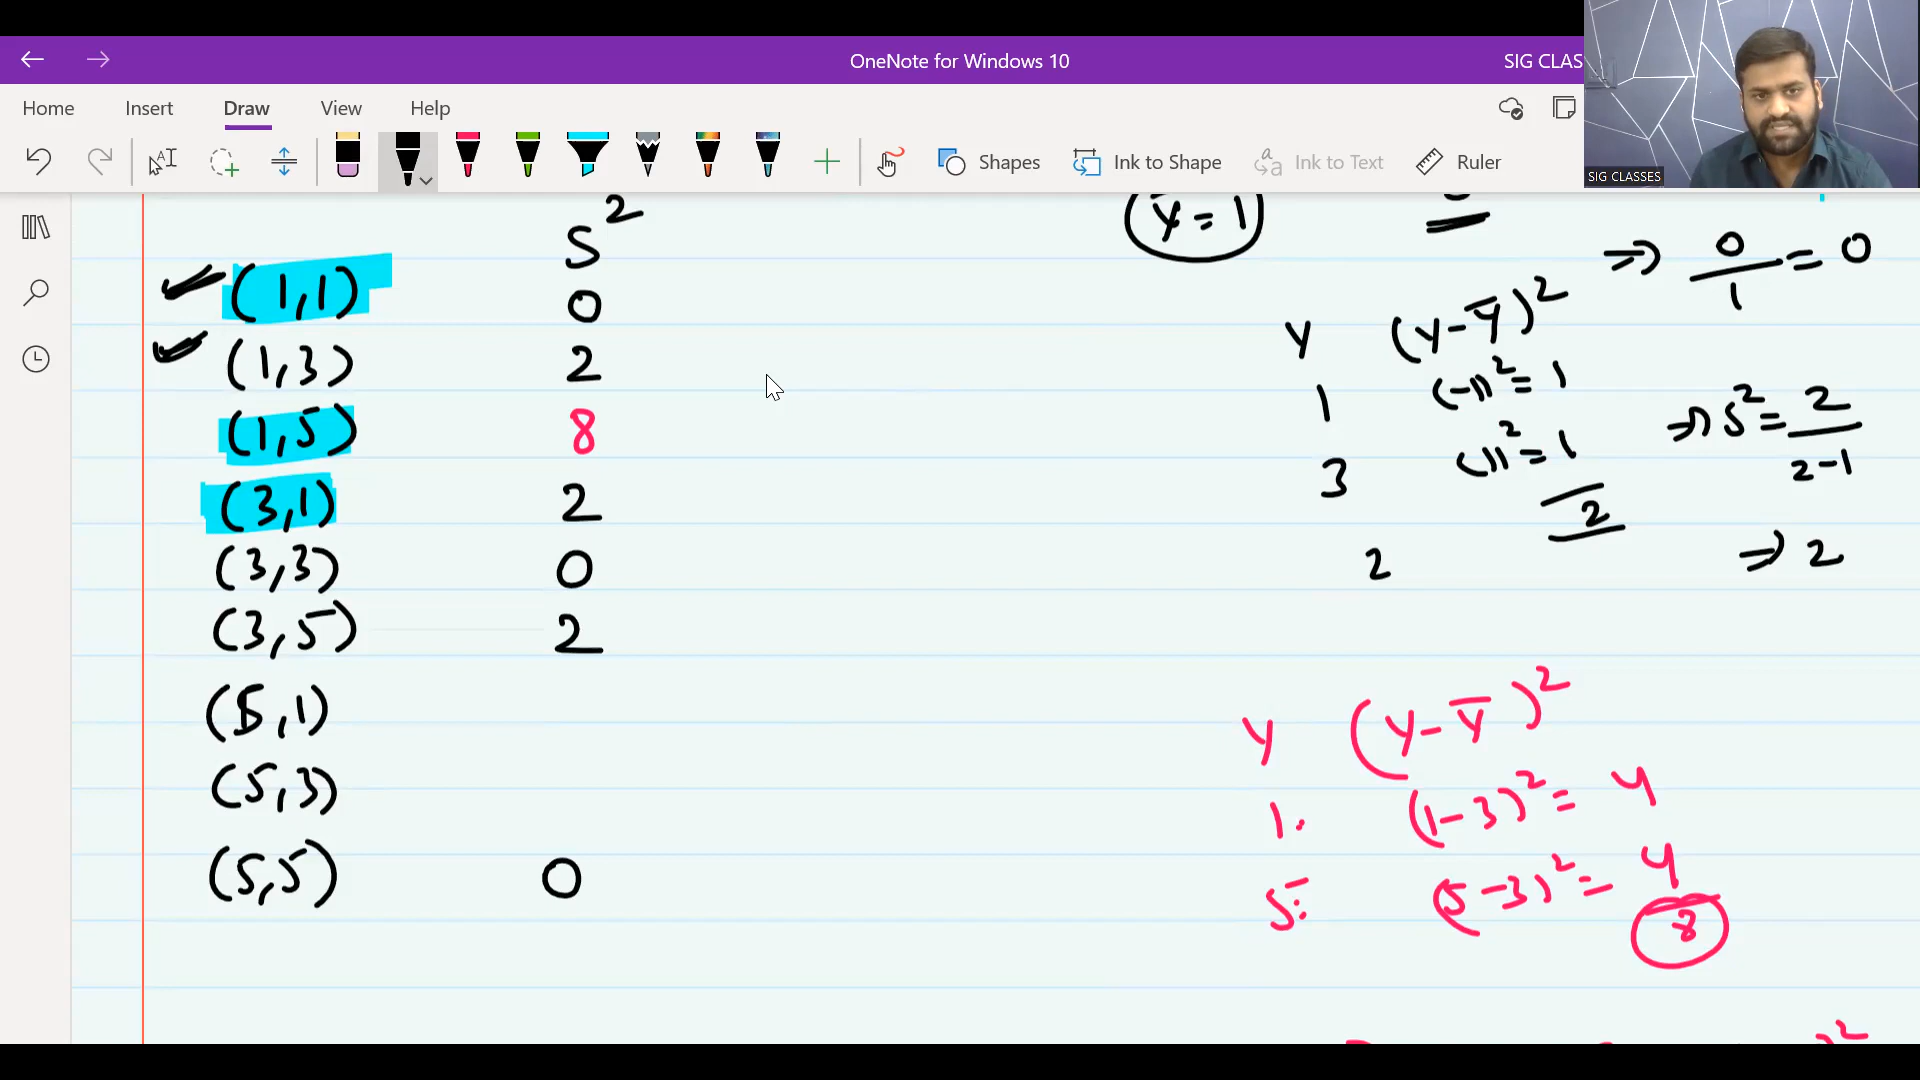 OneNote for Windows 10
SIG CLAS
Home Insert Draw View Help
Shapes Ink to Shape Ink to Text Ruler
SIG CLASSES
S²
(1,1) 0
(1,3) 2
(1,5) 8
(3,1) 2
(3,3) 0
(3,5) 2
(5,1)
(5,3)
(5,5) 0
(ȳ = 1)
⇒ 0/1 = 0
y (y-ȳ)²
1 (-1)² = 1
3 (1)² = 1
2
2
⇒ s² = 2/2-1
⇒ 2
y (y-ȳ)²
1. (1-3)² = 4
5: (5-3)² = 4
8